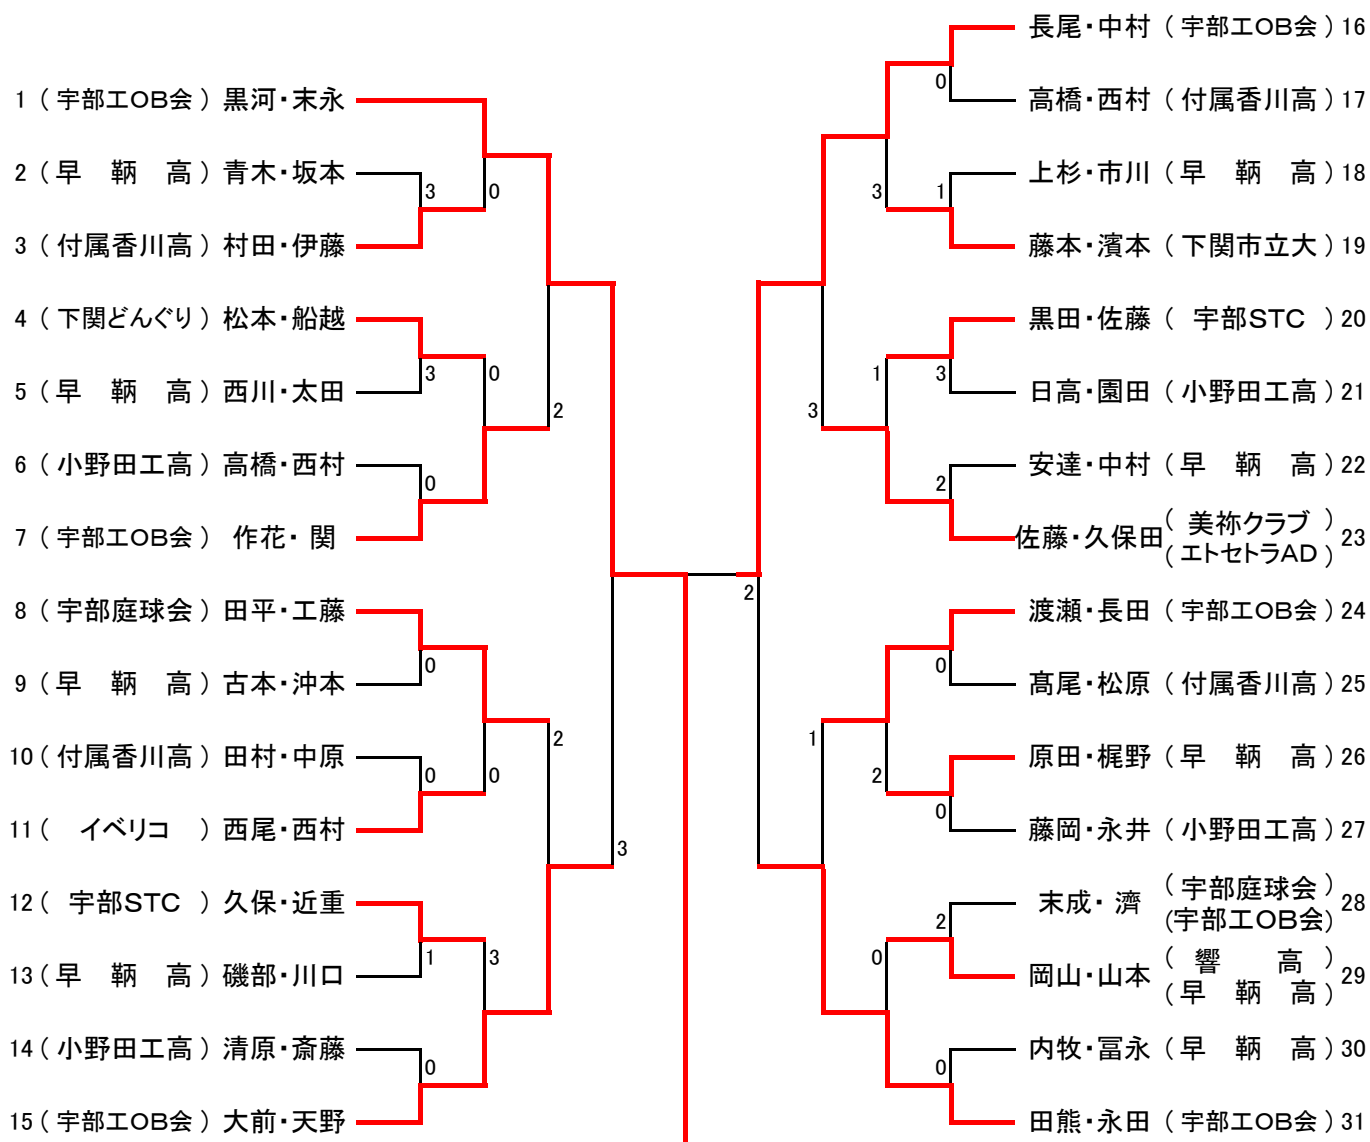 1（宇部工OB会）黒河・末永
2（早　鞆　高）青木・坂本
3
0
3（付属香川高）村田・伊藤
4（下関どんぐり）松本・船越
3
0
5（早　鞆　高）西川・太田
2
6（小野田工高）高橋・西村
0
7（宇部工OB会）作花・関
8（宇部庭球会）田平・工藤
0
9（早　鞆　高）古本・沖本
2
10（付属香川高）田村・中原
0
0
11（　イベリコ　）西尾・西村
3
12（　宇部STC　）久保・近重
1
3
13（早　鞆　高）磯部・川口
14（小野田工高）清原・斎藤
0
15（宇部工OB会）大前・天野
長尾・中村（宇部工OB会）16
0
高橋・西村（付属香川高）17
上杉・市川（早　鞆　高）18
3
1
藤本・濱本（下関市立大）19
黒田・佐藤（　宇部STC　）20
1
3
日高・園田（小野田工高）21
3
安達・中村（早　鞆　高）22
2
佐藤・久保田（美祢クラブ）（エトセトラAD）23
2
渡瀬・長田（宇部工OB会）24
0
髙尾・松原（付属香川高）25
1
原田・梶野（早　鞆　高）26
2
0
藤岡・永井（小野田工高）27
末成・濟（宇部庭球会）(宇部工OB会)28
2
0
岡山・山本（響　　高）（早　鞆　高）29
内牧・冨永（早　鞆　高）30
0
田熊・永田（宇部工OB会）31